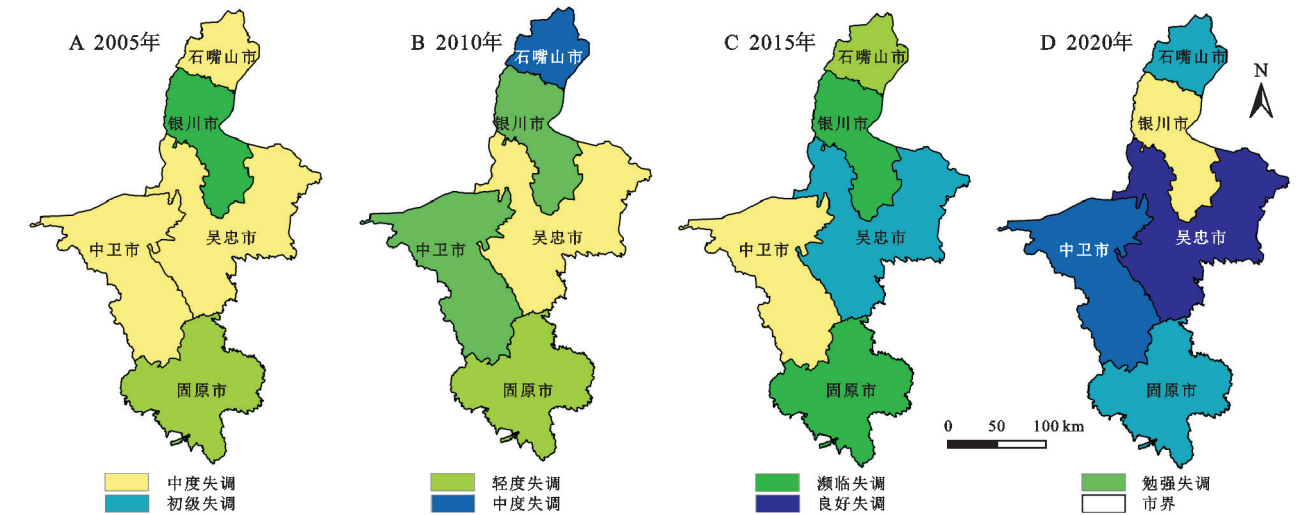 A 2005年
B 2010年
C 2015年
D 2020年
石嘴山市
银川市
吴忠市
中卫市
固原市
石嘴山市
银川市
吴忠市
中卫市
固原市
石嘴山市
银川市
吴忠市
中卫市
固原市
石嘴山市
银川市
吴忠市
中卫市
固原市
N
0 50 100 km
中度失调
轻度失调
濒临失调
勉强失调
初级失调
中度失调
良好失调
市界